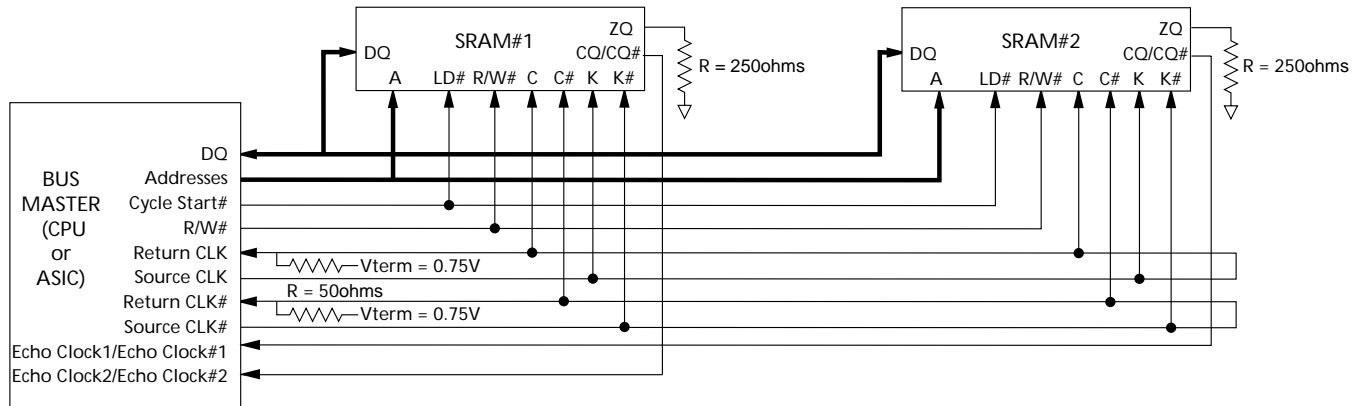 SRAM#1
ZQ
CQ/CQ#
DQ
A LD# R/W# C C# K K#
R = 250ohms
SRAM#2
ZQ
CQ/CQ#
DQ
A LD# R/W# C C# K K#
R = 250ohms
BUS
MASTER
(CPU
or
ASIC)
DQ
Addresses
Cycle Start#
R/W#
Return CLK
Vterm = 0.75V
Source CLK
R = 50ohms
Return CLK#
Vterm = 0.75V
Source CLK#
Echo Clock1/Echo Clock#1
Echo Clock2/Echo Clock#2